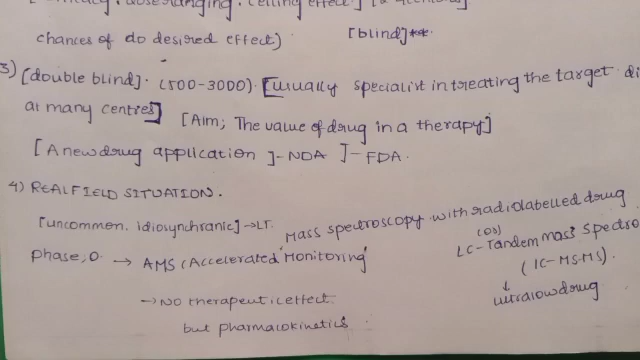 chances of do desired effect.) [blind]**.
3) [double blind]. (500-3000). [usually specialist in treating the target di
at many centres] [Aim; The value of drug in a therapy]
[A new drug application ]-NDA ]-FDA.
4) REALFIELD SITUATION.
[uncommon. idiosynchranic]→LT. Mass spectroscopy with radiolabelled drug
(OS)
phase,0. → AMS (Accelerated Monitoring LC-Tandem mass spectro
(LC-MS-MS).
→ NO therapeutic effect. ↓ ultralowdrug
but pharmacokinetics